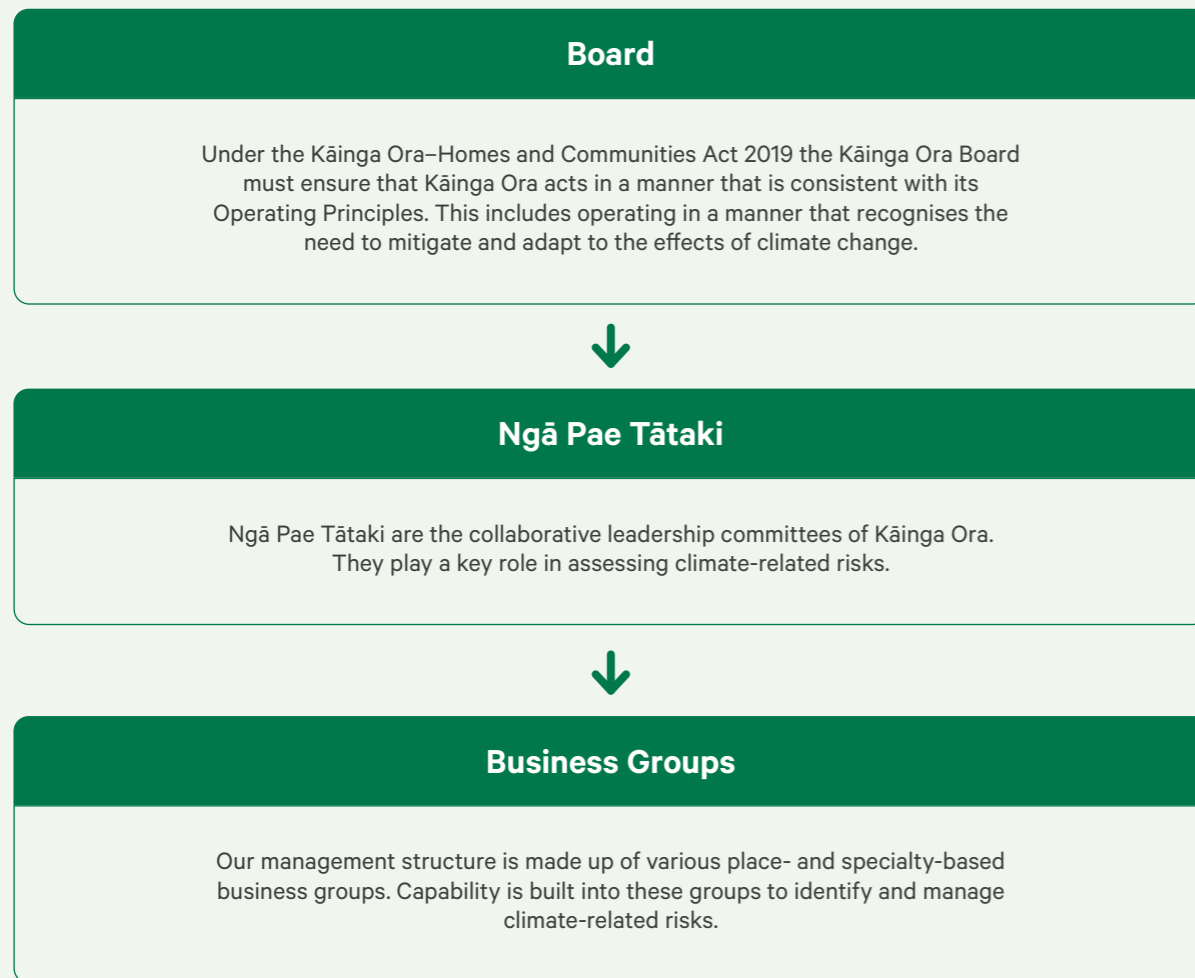 Board
Under the Kāinga Ora–Homes and Communities Act 2019 the Kāinga Ora Board
must ensure that Kāinga Ora acts in a manner that is consistent with its
Operating Principles. This includes operating in a manner that recognises the
need to mitigate and adapt to the effects of climate change.
Ngā Pae Tātaki
Ngā Pae Tātaki are the collaborative leadership committees of Kāinga Ora.
They play a key role in assessing climate-related risks.
Business Groups
Our management structure is made up of various place- and specialty-based
business groups. Capability is built into these groups to identify and manage
climate-related risks.